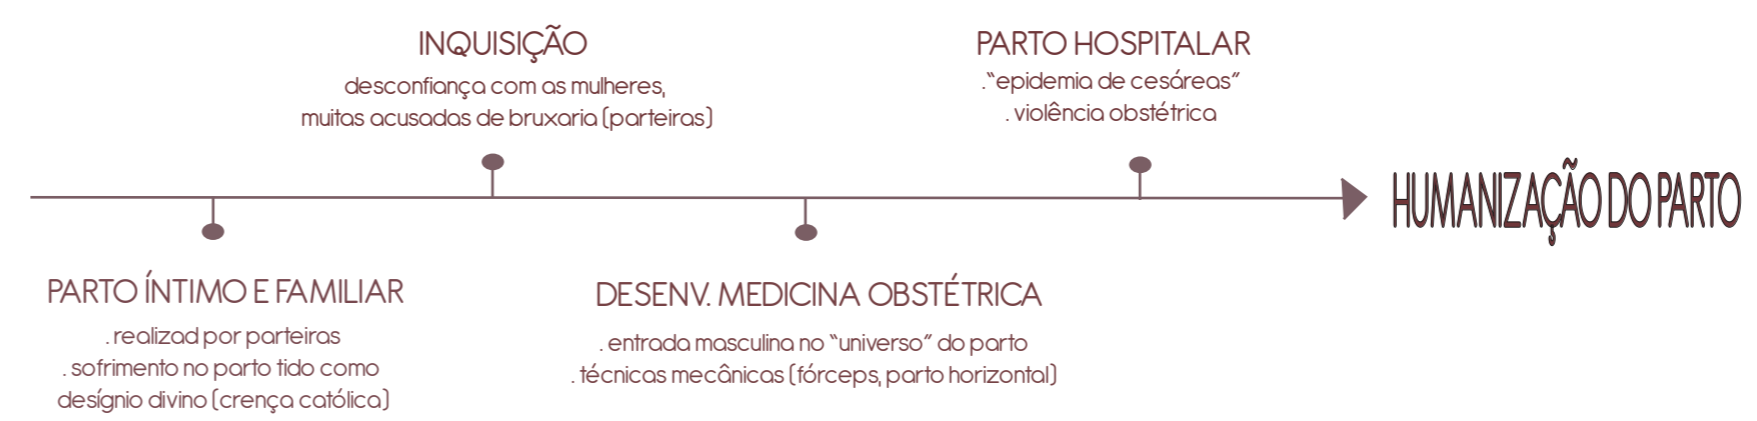 INQUISIÇÃO
desconfiança com as mulheres,
muitas acusadas de bruxaria (parteiras)
PARTO HOSPITALAR
."epidemia de cesáreas"
. violência obstétrica
HUMANIZAÇÃO DO PARTO
PARTO ÍNTIMO E FAMILIAR
. realizad por parteiras
. sofrimento no parto tido como
desígnio divino (crença católica)
DESENV. MEDICINA OBSTÉTRICA
. entrada masculina no "universo" do parto
. técnicas mecânicas (fórceps, parto horizontal)